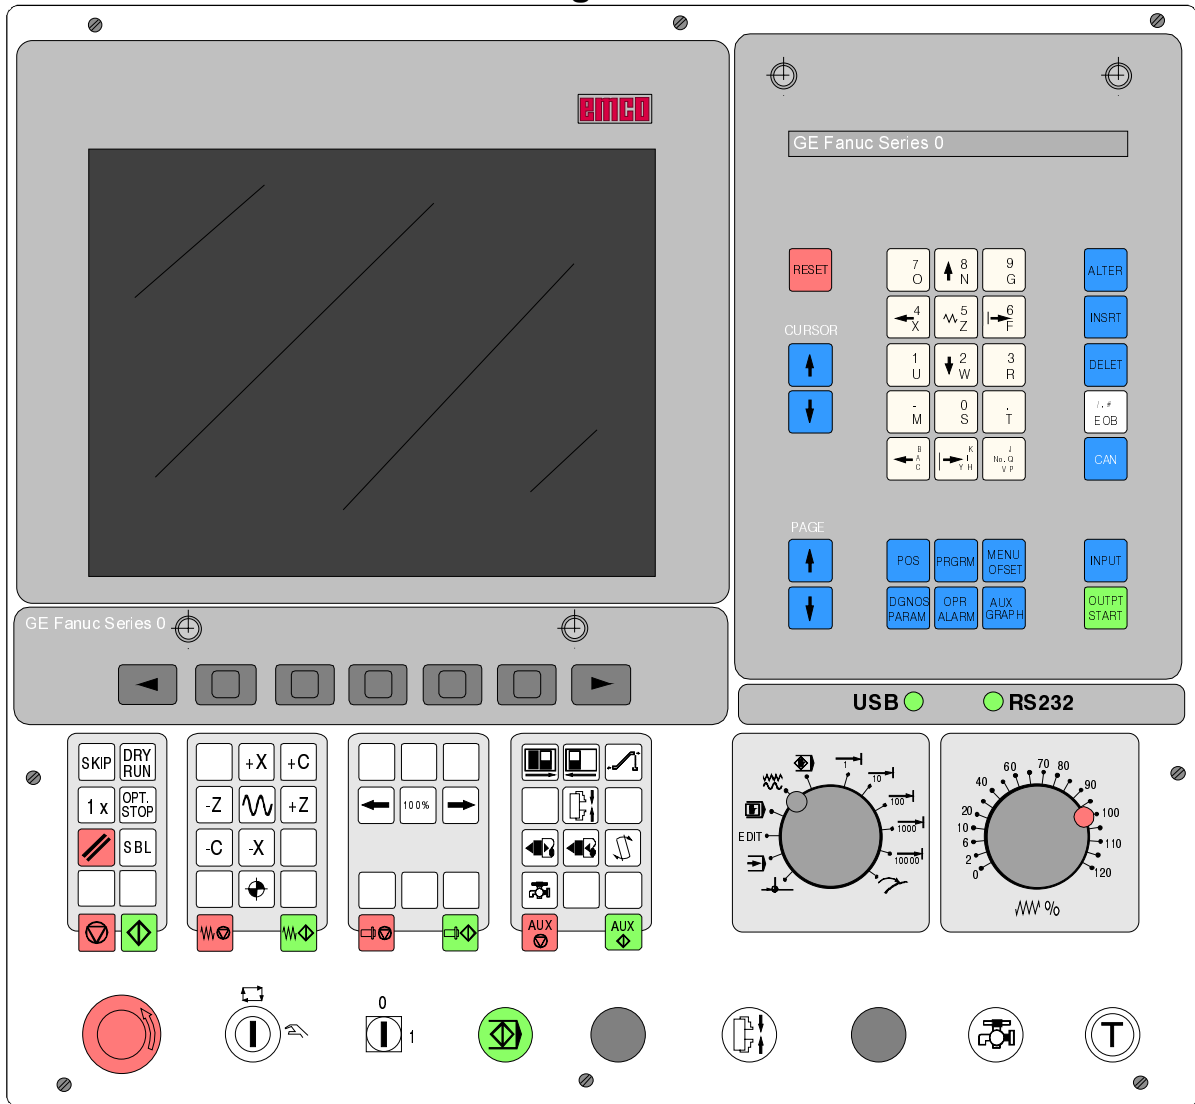 emco
GE Fanuc Series 0
RESET
7
O
8
N
9
G
ALTER
4
X
5
Z
6
F
INSRT
CURSOR
1
U
2
W
3
R
DELET
-
M
0
S
.
T
/ . #
EOB
B
A
C
K
I
Y H
J
No. Q
V P
CAN
PAGE
POS
PRGRM
MENU
OFSET
INPUT
DGNOS
PARAM
OPR
ALARM
AUX
GRAPH
OUTPT
START
GE Fanuc Series 0
USB
RS232
SKIP
DRY
RUN
1 x
OPT.
STOP
SBL
+X
+C
-Z
+Z
-C
-X
100%
AUX
AUX
1
10
100
1000
10000
EDIT
0
2
6
10
20
40
60
70
80
90
100
110
120
%
0
1
T